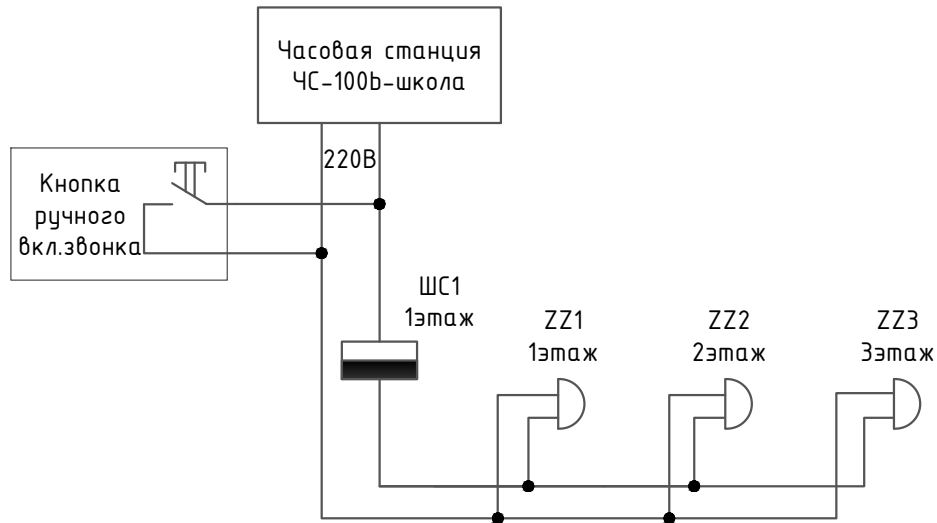 Часовая станция
ЧС-100b-школа
220В
Кнопка
ручного
вкл.звонка
ШС1
1этаж
ZZ1
1этаж
ZZ2
2этаж
ZZ3
3этаж